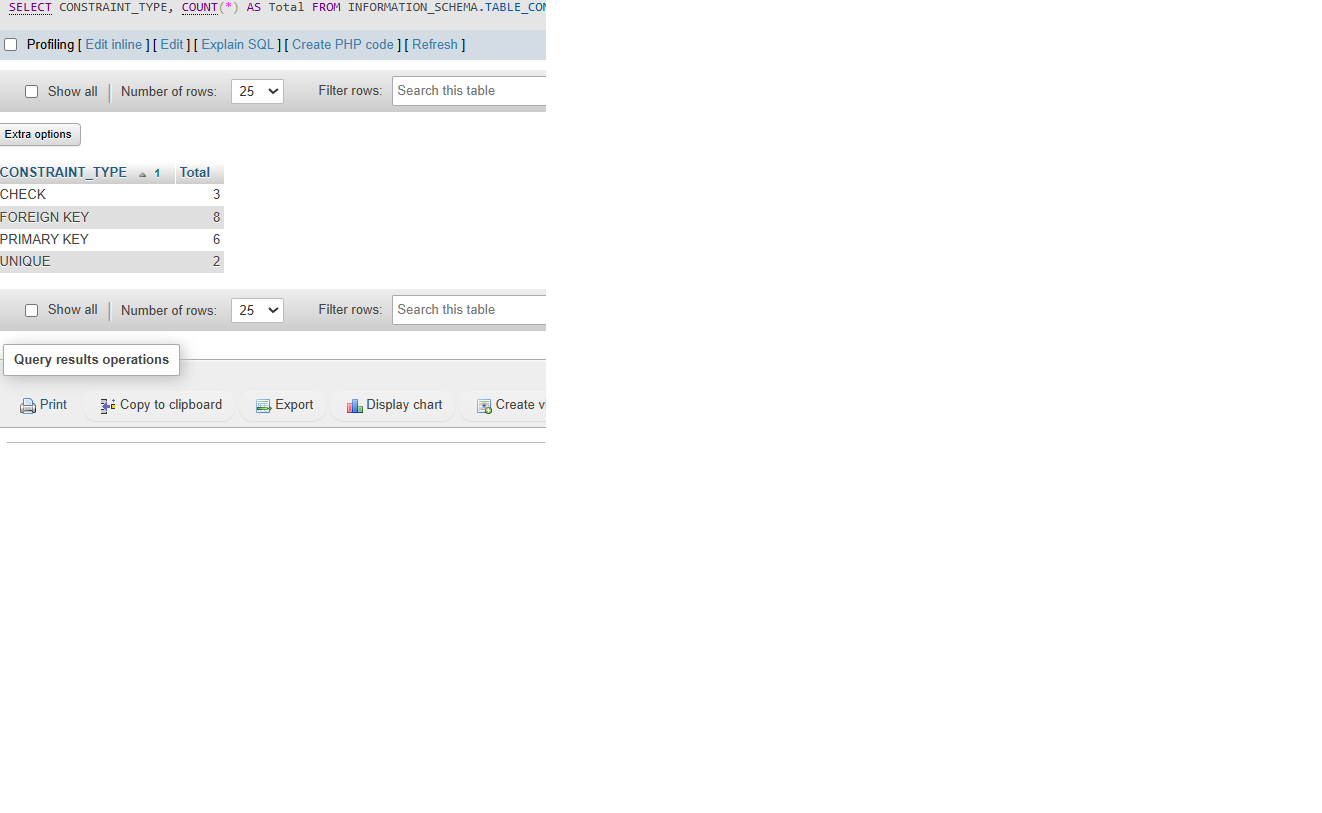 SELECT CONSTRAINT_TYPE, COUNT(*) AS Total FROM INFORMATION_SCHEMA.TABLE_CON
Profiling [ Edit inline ] [ Edit ] [ Explain SQL ] [ Create PHP code ] [ Refresh ]
Show all Number of rows: 25 Filter rows: Search this table
Extra options
CONSTRAINT_TYPE 1 Total
CHECK 3
FOREIGN KEY 8
PRIMARY KEY 6
UNIQUE 2
Show all Number of rows: 25 Filter rows: Search this table
Query results operations
Print Copy to clipboard Export Display chart Create v